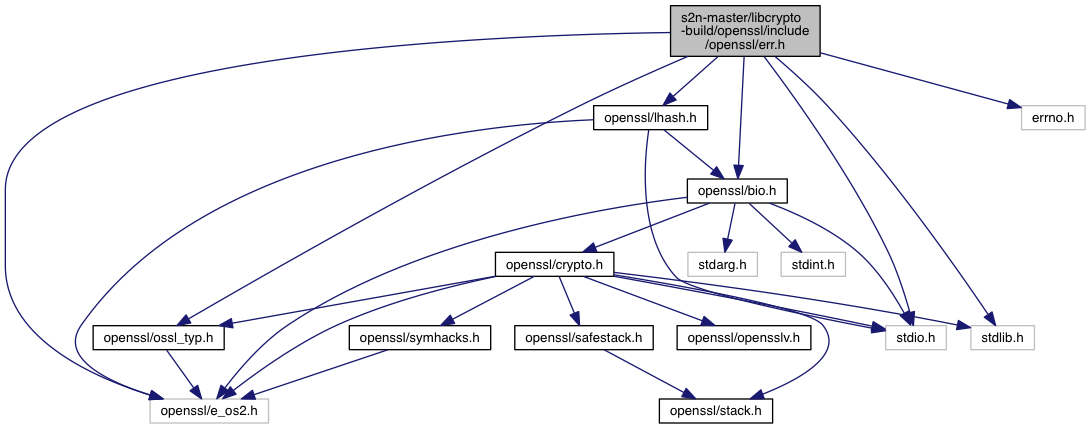 s2n-master/libcrypto
-build/openssl/include
/openssl/err.h
openssl/lhash.h
errno.h
openssl/bio.h
openssl/crypto.h
stdarg.h
stdint.h
openssl/ossl_typ.h
openssl/symhacks.h
openssl/safestack.h
openssl/opensslv.h
stdio.h
stdlib.h
openssl/e_os2.h
openssl/stack.h